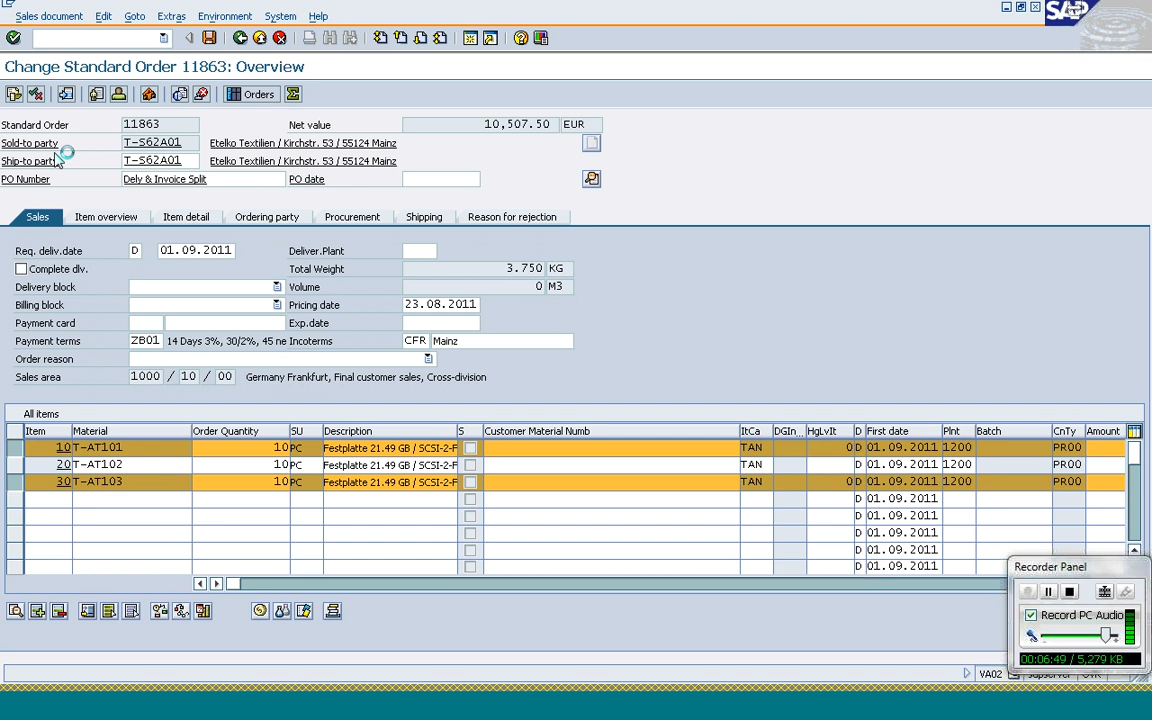 Sales document Edit Goto Extras Environment System Help
SAP
Change Standard Order 11863: Overview
Orders
Standard Order 11863 Net value 10,507.50 EUR
Sold-to party T-S62A01 Etelko Textilien / Kirchstr. 53 / 55124 Mainz
Ship-to party T-S62A01 Etelko Textilien / Kirchstr. 53 / 55124 Mainz
PO Number Dely & Invoice Split PO date
Sales Item overview Item detail Ordering party Procurement Shipping Reason for rejection
Req. deliv.date D 01.09.2011 Deliver.Plant
Complete dlv. Total Weight 3.750 KG
Delivery block Volume 0 M3
Billing block Pricing date 23.08.2011
Payment card Exp.date
Payment terms ZB01 14 Days 3%, 30/2%, 45 ne Incoterms CFR Mainz
Order reason
Sales area 1000 / 10 / 00 Germany Frankfurt, Final customer sales, Cross-division
All items
Item Material Order Quantity SU Description S Customer Material Numb ItCa DGIn... HgLvIt D First date Plnt Batch CnTy Amount
10 T-AT101 10 PC Festplatte 21.49 GB / SCSI-2-F TAN 0 D 01.09.2011 1200 PR00
20 T-AT102 10 PC Festplatte 21.49 GB / SCSI-2-F TAN D 01.09.2011 1200 PR00
30 T-AT103 10 PC Festplatte 21.49 GB / SCSI-2-F TAN 0 D 01.09.2011 1200 PR00
D 01.09.2011
D 01.09.2011
D 01.09.2011
D 01.09.2011
D 01.09.2011
Recorder Panel
Record PC Audio
00:06:49 / 5,279 KB
VA02 OVR